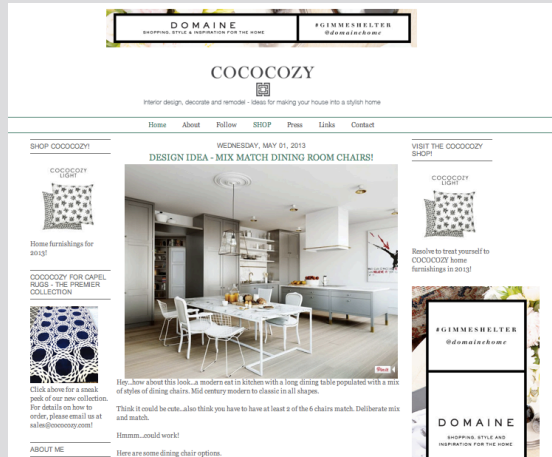 DOMAINE
SHOPPING, STYLE & INSPIRATION FOR THE HOME
#GIMMESHELTER
@domainehome
COCOCOZY
Interior design, decorate and remodel - ideas for making your house into a stylish home
Home About Follow SHOP Press Links Contact
SHOP COCOCOZY!
COCOCOZY
LIGHT
Home furnishings for
2013!
COCOCOZY FOR CAPEL
RUGS - THE PREMIER
COLLECTION
Click above for a sneak
peek of our new collection.
For details on how to
order, please email us at
sales@cococozy.com!
ABOUT ME
WEDNESDAY, MAY 01, 2013
DESIGN IDEA - MIX MATCH DINING ROOM CHAIRS!
Pin it
Hey...how about this look...a modern eat in kitchen with a long dining table populated with a mix
of styles of dining chairs. Mid century modern to classic in all shapes.
Think it could be cute...also think you have to have at least 2 of the 6 chairs match. Deliberate mix
and match.
Hmmm...could work!
Here are some dining chair options.
VISIT THE COCOCOZY
SHOP!
COCOCOZY
LIGHT
Resolve to treat yourself to
COCOCOZY home
furnishings in 2013!
#GIMMESHELTER
@domainehome
DOMAINE
SHOPPING, STYLE AND
INSPIRATION FOR THE HOME